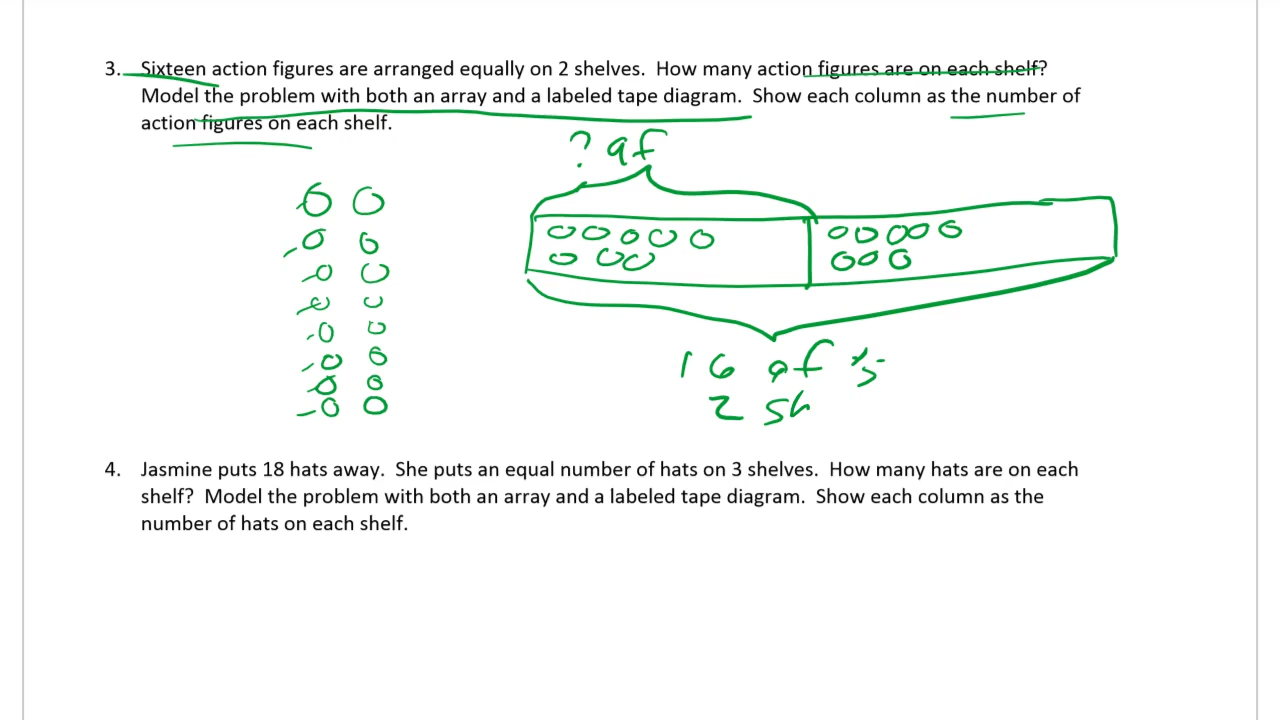 3. Sixteen action figures are arranged equally on 2 shelves. How many action figures are on each shelf?
Model the problem with both an array and a labeled tape diagram. Show each column as the number of
action figures on each shelf.
? af
16 af's
2 sh
4. Jasmine puts 18 hats away. She puts an equal number of hats on 3 shelves. How many hats are on each
shelf? Model the problem with both an array and a labeled tape diagram. Show each column as the
number of hats on each shelf.